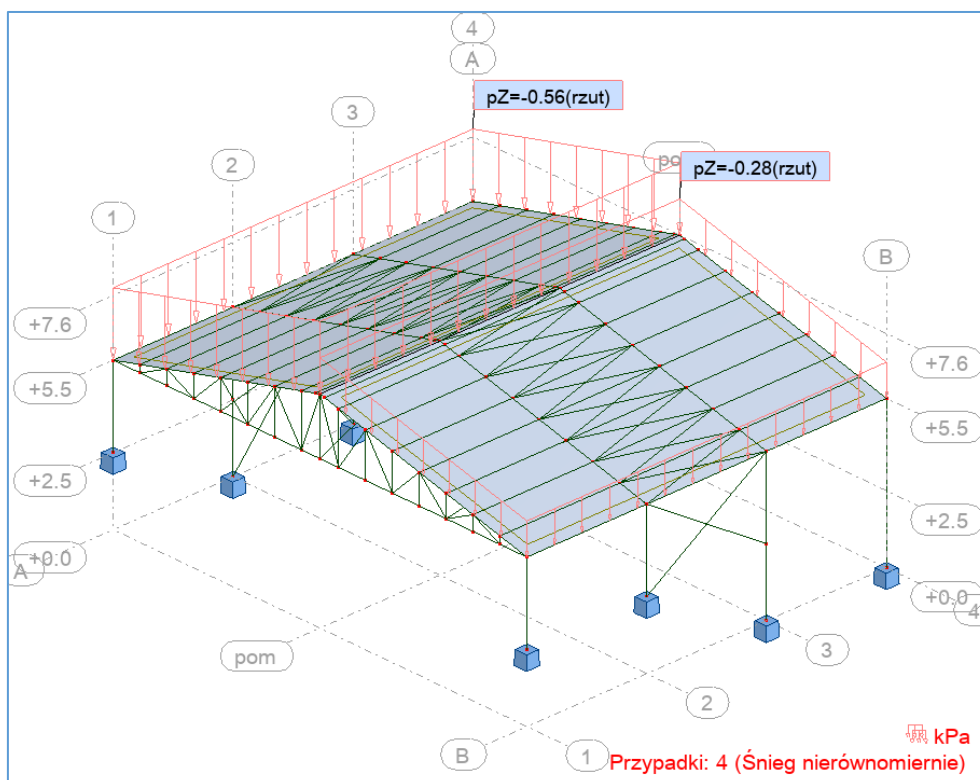 4
A
pZ=-0.56(rzut)
3
pZ=-0.28(rzut)
2
1
B
+7.6
+7.6
+5.5
+5.5
+2.5
+2.5
+0.0
A
+0.0
4
3
pom
2
B
1
kPa
Przypadki: 4 (Śnieg nierównomiernie)